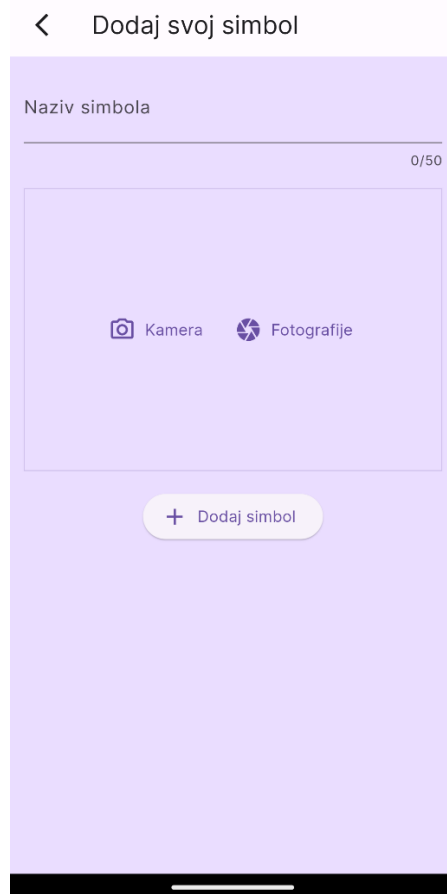 Dodaj svoj simbol
Naziv simbola
0/50
Kamera Fotografije
Dodaj simbol